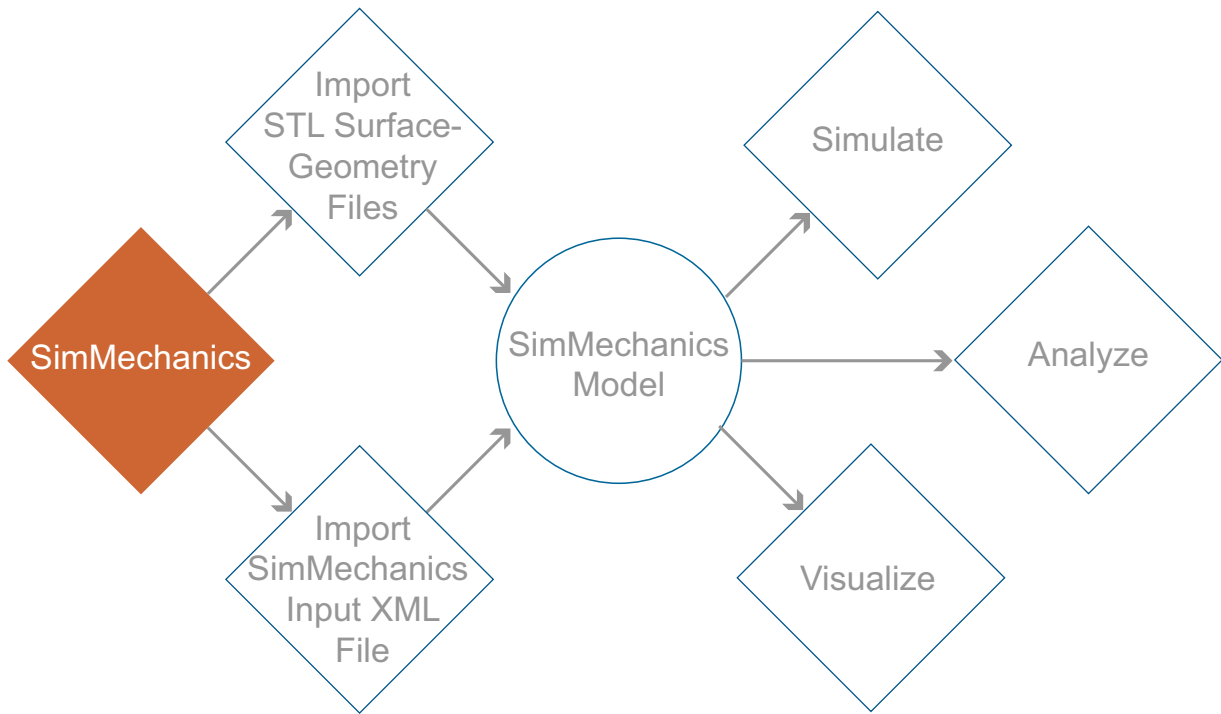 SimMechanics
Import
STL Surface-
Geometry
Files
Import
SimMechanics
Input XML
File
SimMechanics
Model
Simulate
Analyze
Visualize